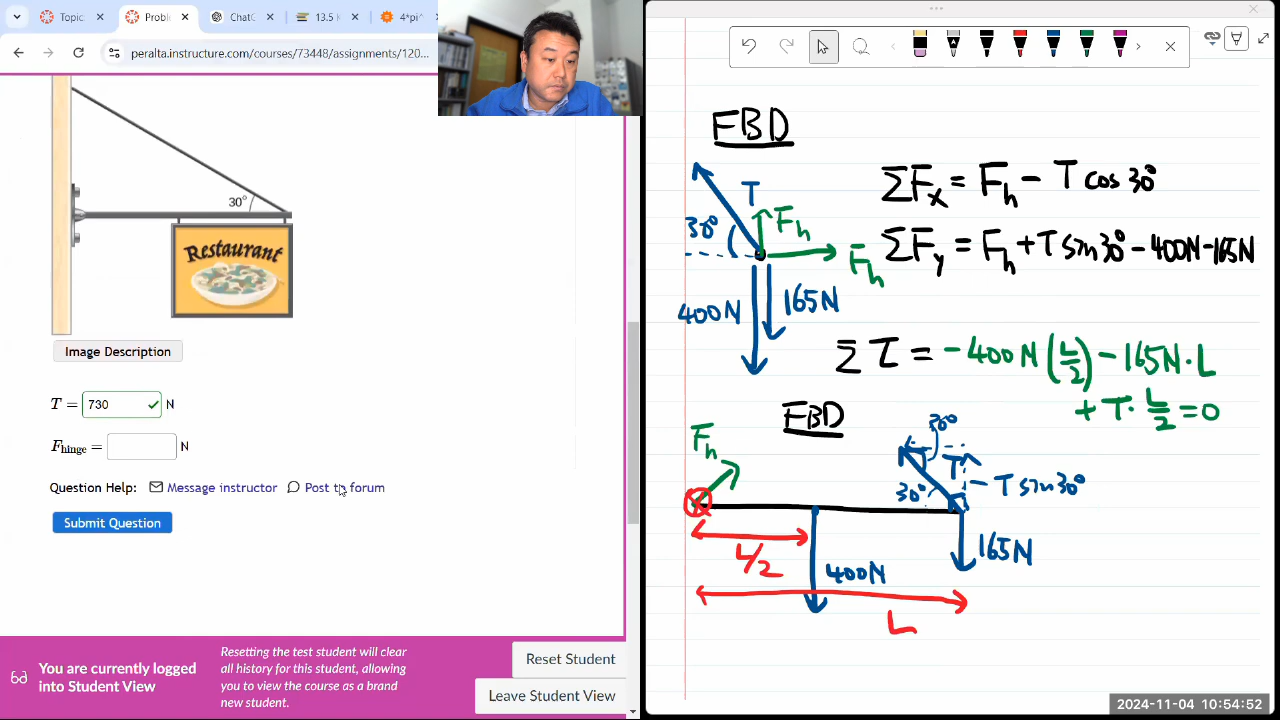 Topic
Probl
ChatG
13.5 k
4*pi*
peralta.instructure.com/course/73448/assignments/120...
30°
Restaurant
Image Description
T = 730 N
Fhinge = N
Question Help: Message instructor Post to forum
Submit Question
You are currently logged
into Student View
Resetting the test student will clear
all history for this student, allowing
you to view the course as a brand
new student.
Reset Student
Leave Student View
FBD
T
30°
Fh
Fh
400N
165N
ΣFx = Fh - T cos 30°
ΣFy = Fh + T sin 30° - 400N - 165N
Στ = -400N (L/2) - 165N · L
+ T · L/2 = 0
FBD
Fh
30°
T
30°
T sin 30°
165N
L/2
400N
L
2024-11-04 10:54:52